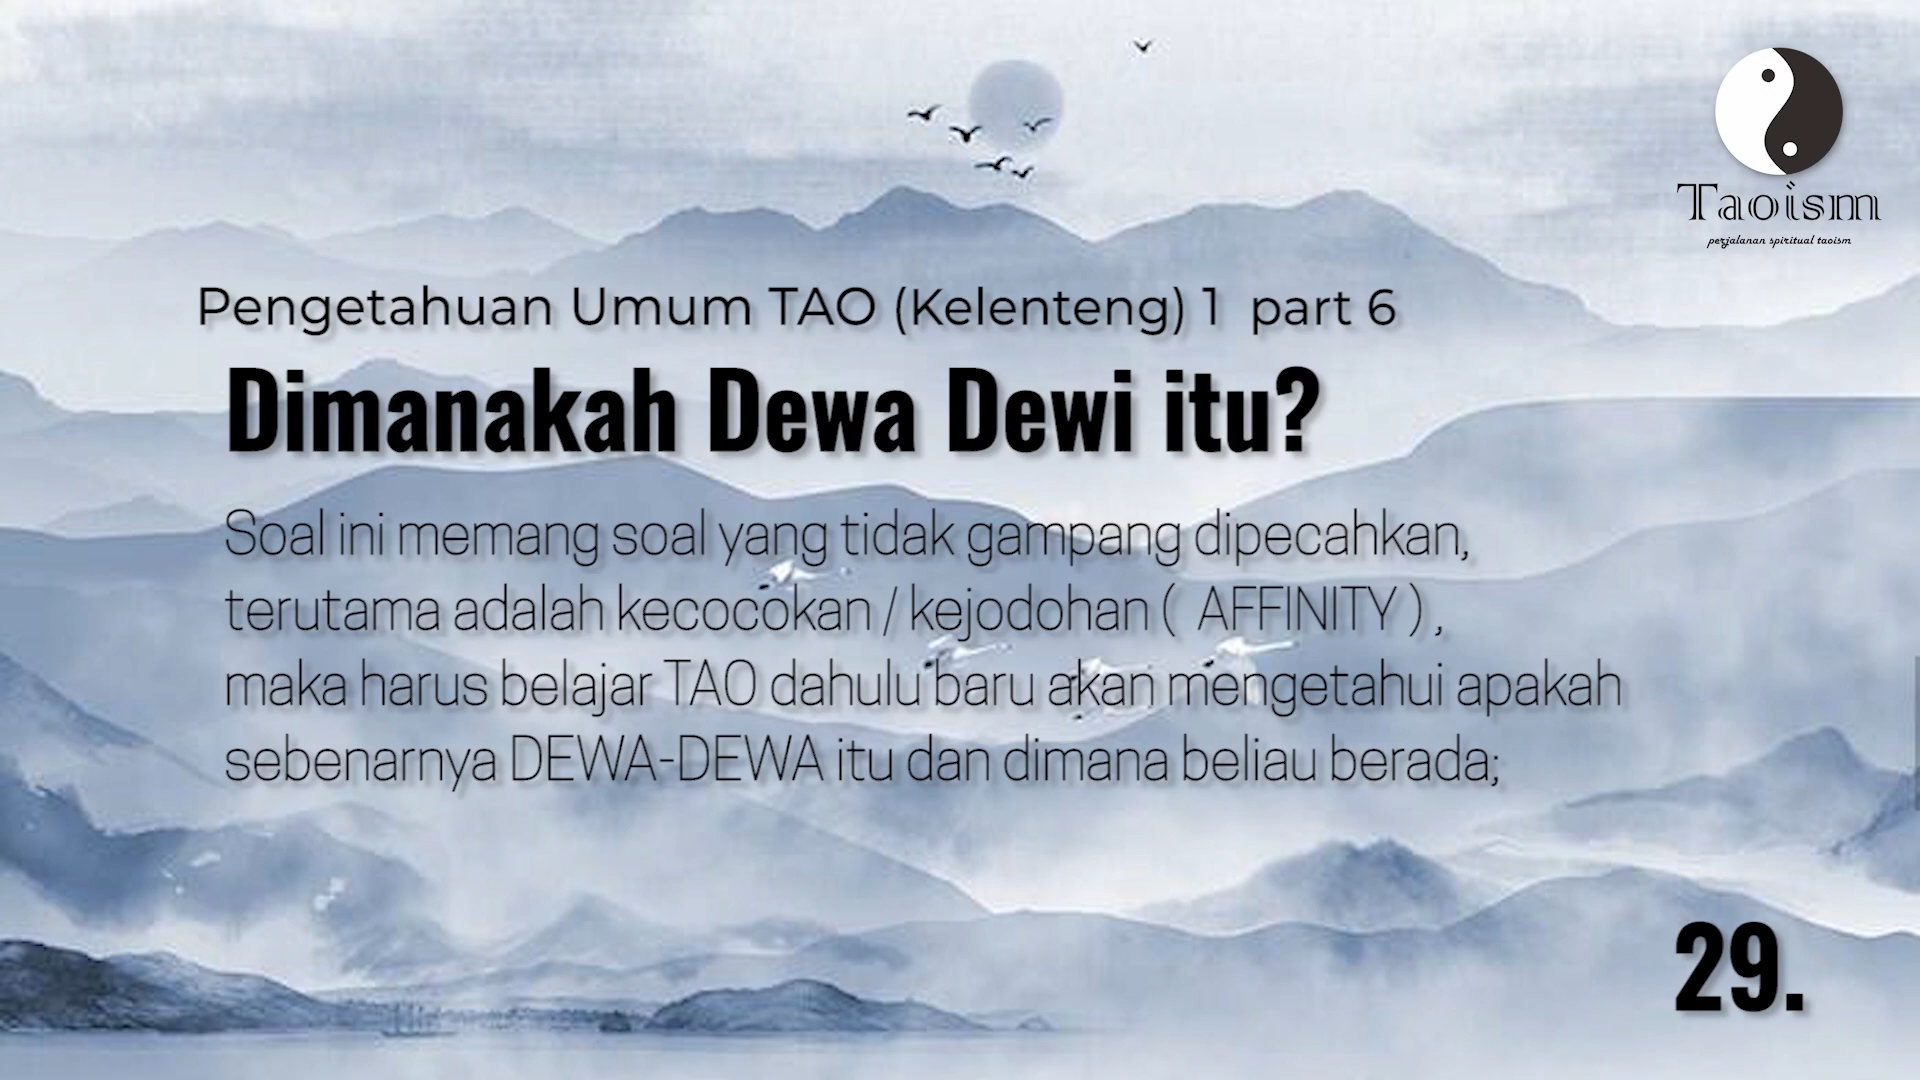 Taoism
perjalanan spiritual taoism
Pengetahuan Umum TAO (Kelenteng) 1 part 6
Dimanakah Dewa Dewi itu?
Soal ini memang soal yang tidak gampang dipecahkan,
terutama adalah kecocokan / kejodohan ( AFFINITY ) ,
maka harus belajar TAO dahulu baru akan mengetahui apakah
sebenarnya DEWA-DEWA itu dan dimana beliau berada;
29.